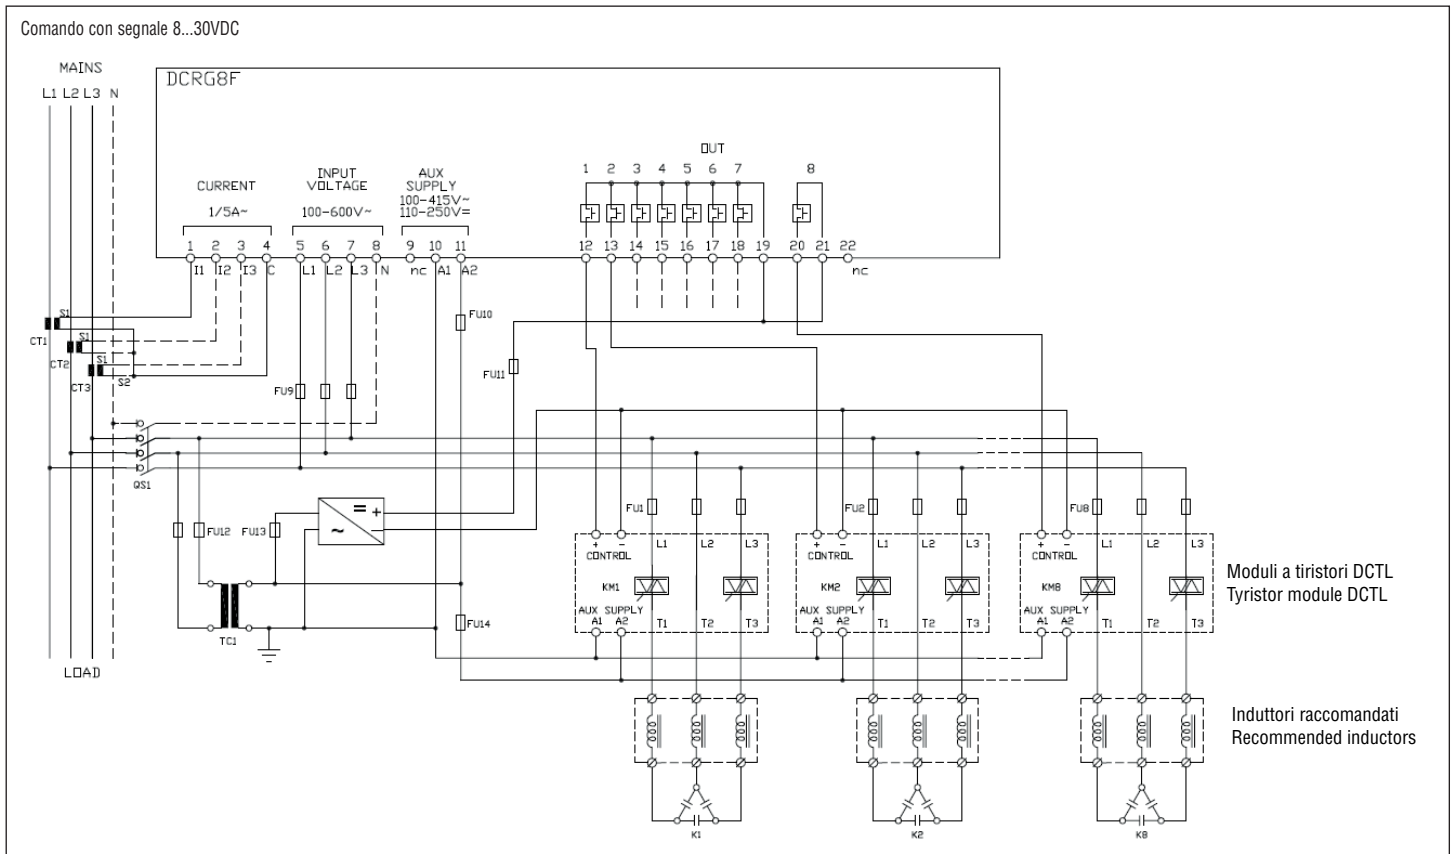 Comando con segnale 8...30VDC
MAINS
L1 L2 L3 N
DCRG8F
OUT
1 2 3 4 5 6 7 8
CURRENT
1/5A~
INPUT
VOLTAGE
100-600V~
AUX
SUPPLY
100-415V~
110-250V=
1 2 3 4 5 6 7 8 9 10 11 12 13 14 15 16 17 18 19 20 21 22
I1 I2 I3 C L1 L2 L3 N nc A1 A2 nc
S1
CT1
S1
CT2
S1
CT3
S2
FU10
FU11
FU9
QS1
FU12
FU13
= +
~ −
FU1
FU2
FU8
+ − L1 L2 L3
CONTROL
KM1
AUX SUPPLY
A1 A2 T1 T2 T3
+ − L1 L2 L3
CONTROL
KM2
AUX SUPPLY
A1 A2 T1 T2 T3
+ − L1 L2 L3
CONTROL
KM8
AUX SUPPLY
A1 A2 T1 T2 T3
Moduli a tiristori DCTL
Tyristor module DCTL
FU14
TC1
LOAD
Induttori raccomandati
Recommended inductors
K1
K2
K8